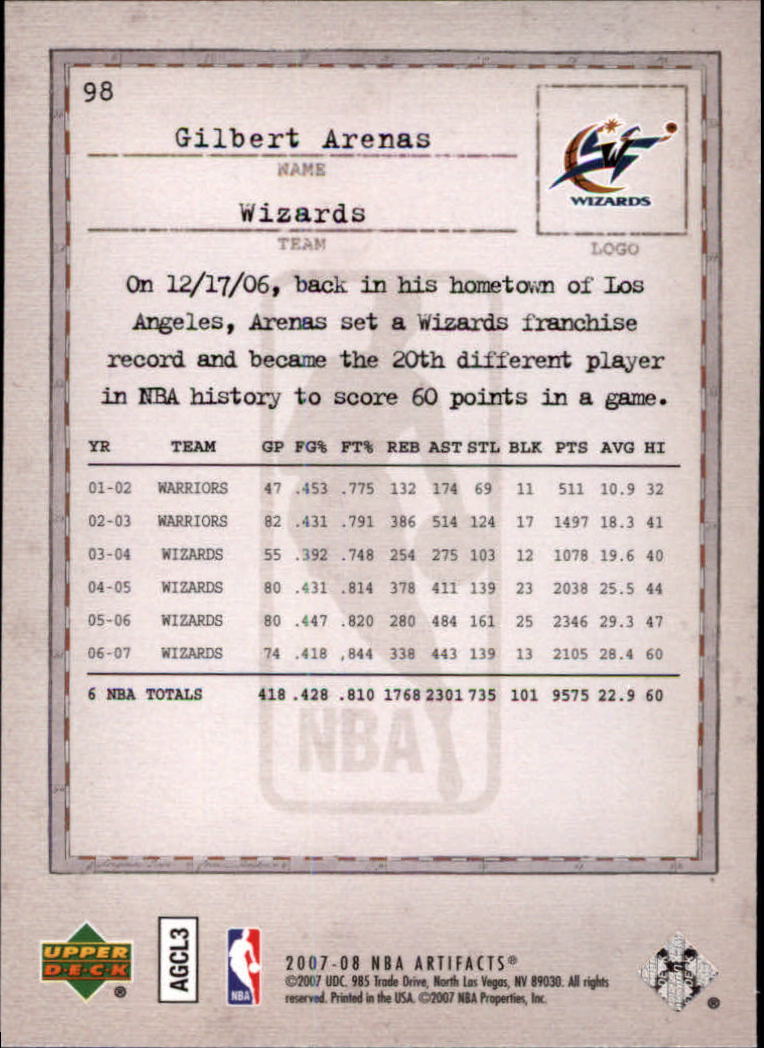 98
Gilbert Arenas
NAME
WIZARDS
Wizards
TEAM
LOGO
On 12/17/06, back in his hometown of Los
Angeles, Arenas set a Wizards franchise
record and became the 20th different player
in NBA history to score 60 points in a game.
YR TEAM GP FG% FT% REB AST STL BLK PTS AVG HI
01-02 WARRIORS 47 .453 .775 132 174 69 11 511 10.9 32
02-03 WARRIORS 82 .431 .791 386 514 124 17 1497 18.3 41
03-04 WIZARDS 55 .392 .748 254 275 103 12 1078 19.6 40
04-05 WIZARDS 80 .431 .814 378 411 139 23 2038 25.5 44
05-06 WIZARDS 80 .447 .820 280 484 161 25 2346 29.3 47
06-07 WIZARDS 74 .418 ,844 338 443 139 13 2105 28.4 60
6 NBA TOTALS 418 .428 .810 1768 2301 735 101 9575 22.9 60
NBA
UPPER
D·E·C·K ®
AGCL3
NBA
2007-08 NBA ARTIFACTS®
©2007 UDC. 985 Trade Drive, North Las Vegas, NV 89030. All rights
reserved. Printed in the USA. ©2007 NBA Properties, Inc.
®